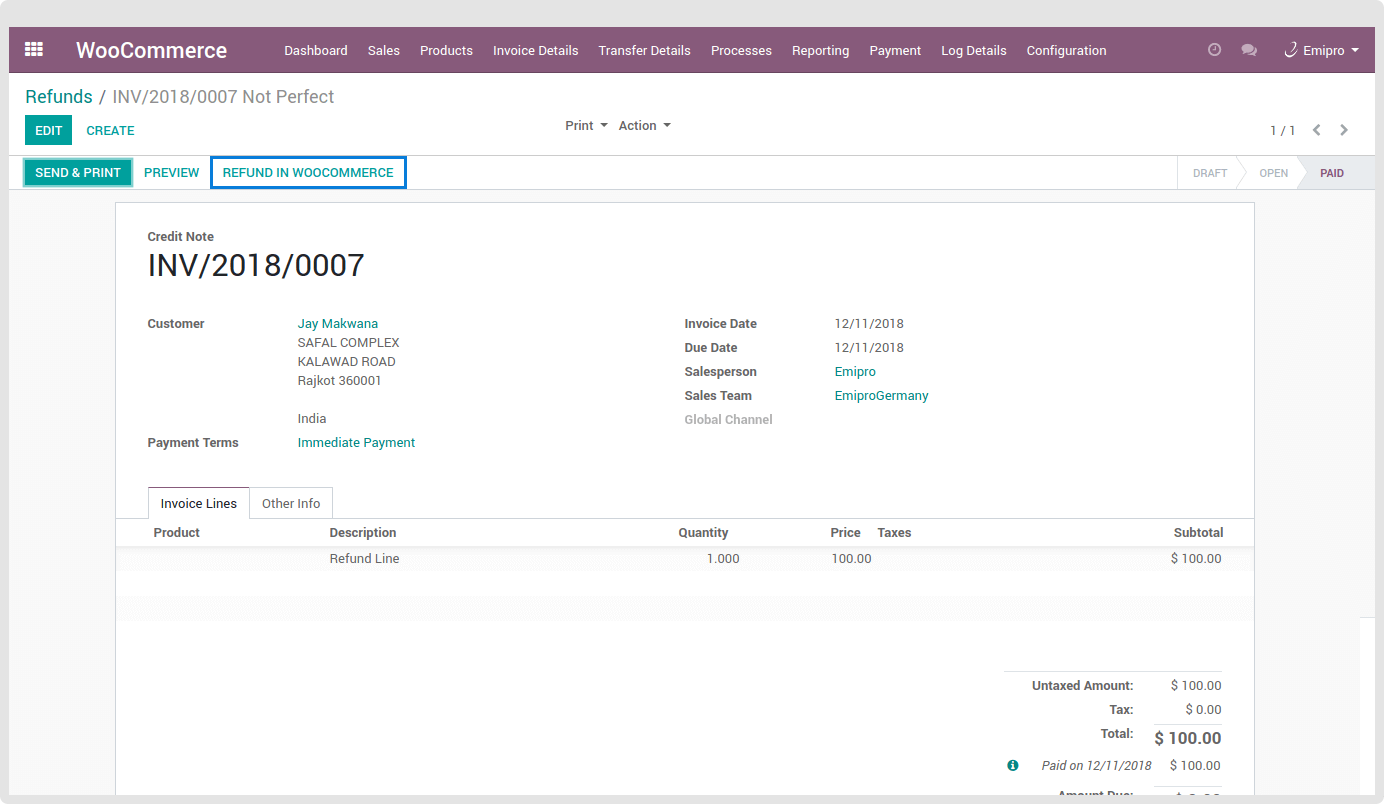 WooCommerce Dashboard Sales Products Invoice Details Transfer Details Processes Reporting Payment Log Details Configuration Emipro
Refunds / INV/2018/0007 Not Perfect
EDIT CREATE Print Action 1 / 1
SEND & PRINT PREVIEW REFUND IN WOOCOMMERCE DRAFT OPEN PAID
Credit Note
INV/2018/0007
Customer Jay Makwana Invoice Date 12/11/2018
SAFAL COMPLEX Due Date 12/11/2018
KALAWAD ROAD Salesperson Emipro
Rajkot 360001 Sales Team EmiproGermany
India Global Channel
Payment Terms Immediate Payment
Invoice Lines Other Info
Product Description Quantity Price Taxes Subtotal
Refund Line 1.000 100.00 $ 100.00
Untaxed Amount: $ 100.00
Tax: $ 0.00
Total: $ 100.00
Paid on 12/11/2018 $ 100.00
Amount Due: